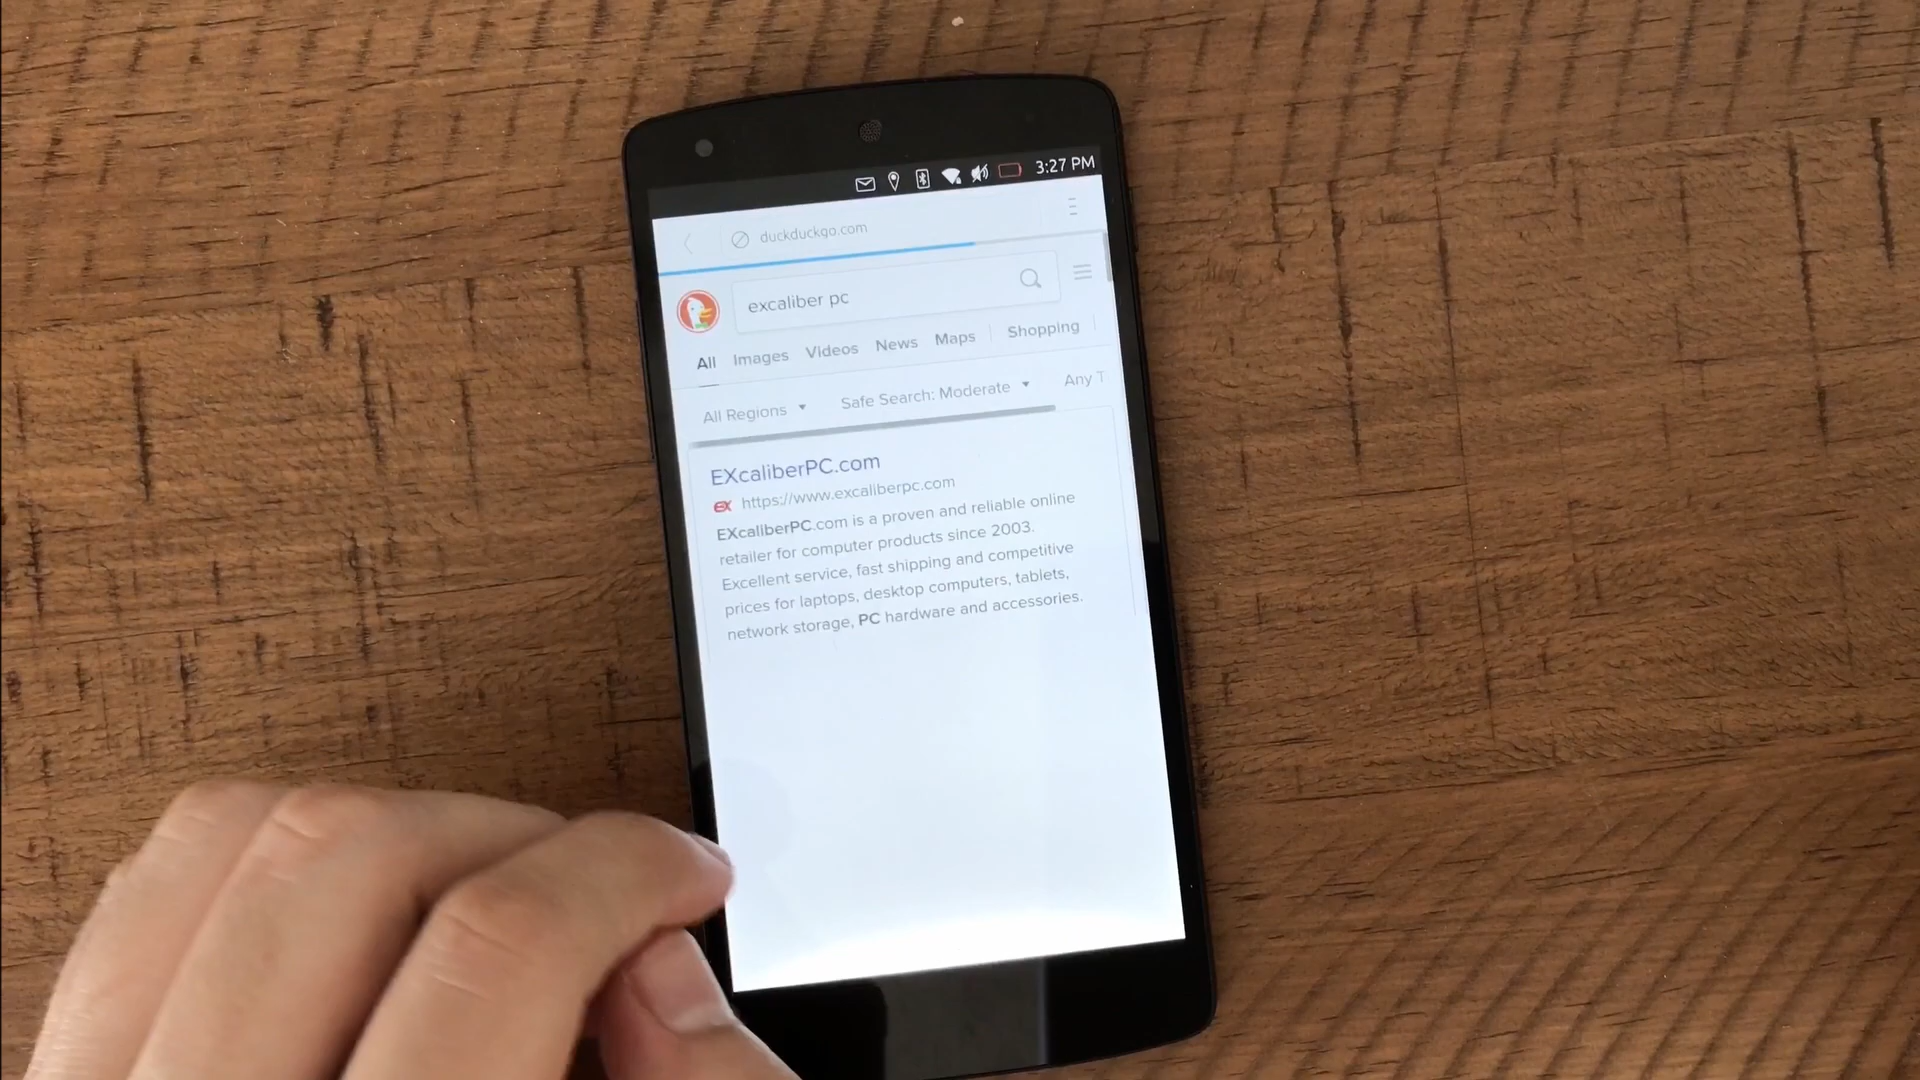 3:27 PM
duckduckgo.com
excaliber pc
All Images Videos News Maps Shopping
All Regions Safe Search: Moderate Any T
EXcaliberPC.com
EX https://www.excaliberpc.com
EXcaliberPC.com is a proven and reliable online
retailer for computer products since 2003.
Excellent service, fast shipping and competitive
prices for laptops, desktop computers, tablets,
network storage, PC hardware and accessories.